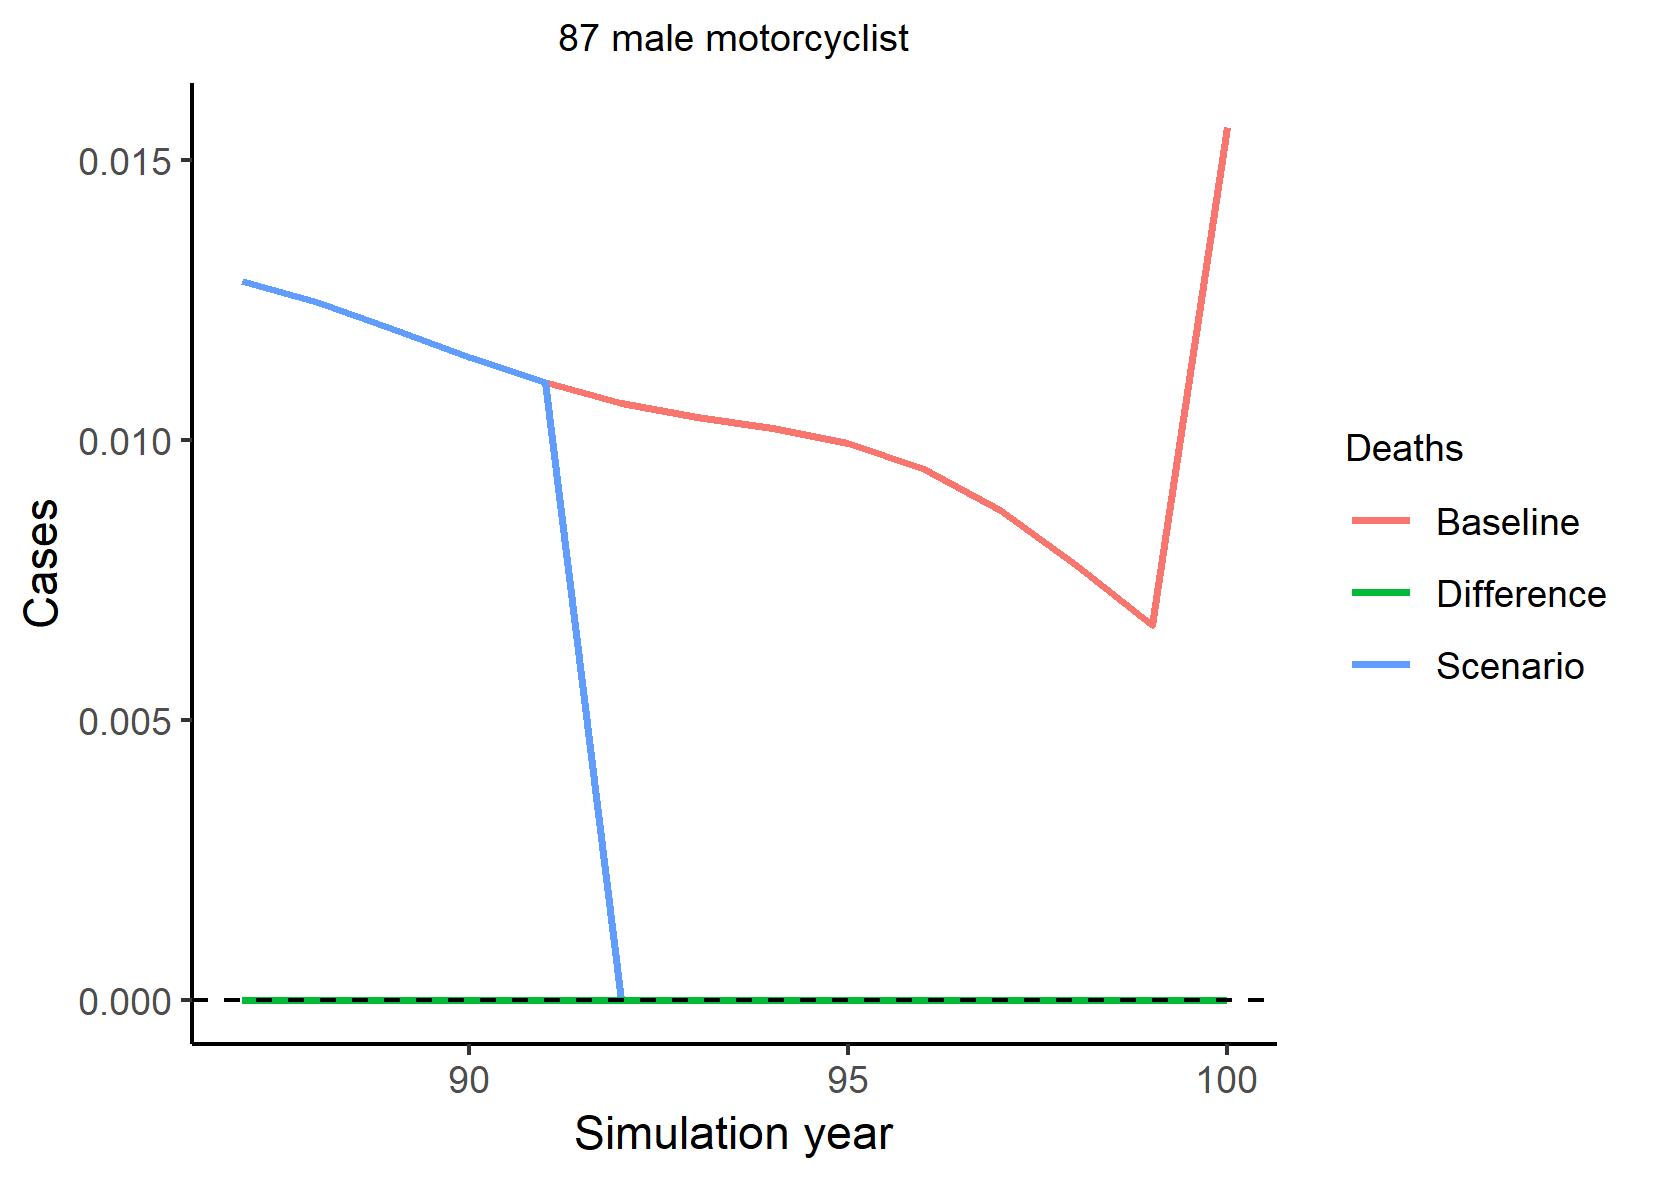 87 male motorcyclist
0.015
0.010
0.005
0.000
Cases
90 95 100
Simulation year
Deaths
Baseline
Difference
Scenario